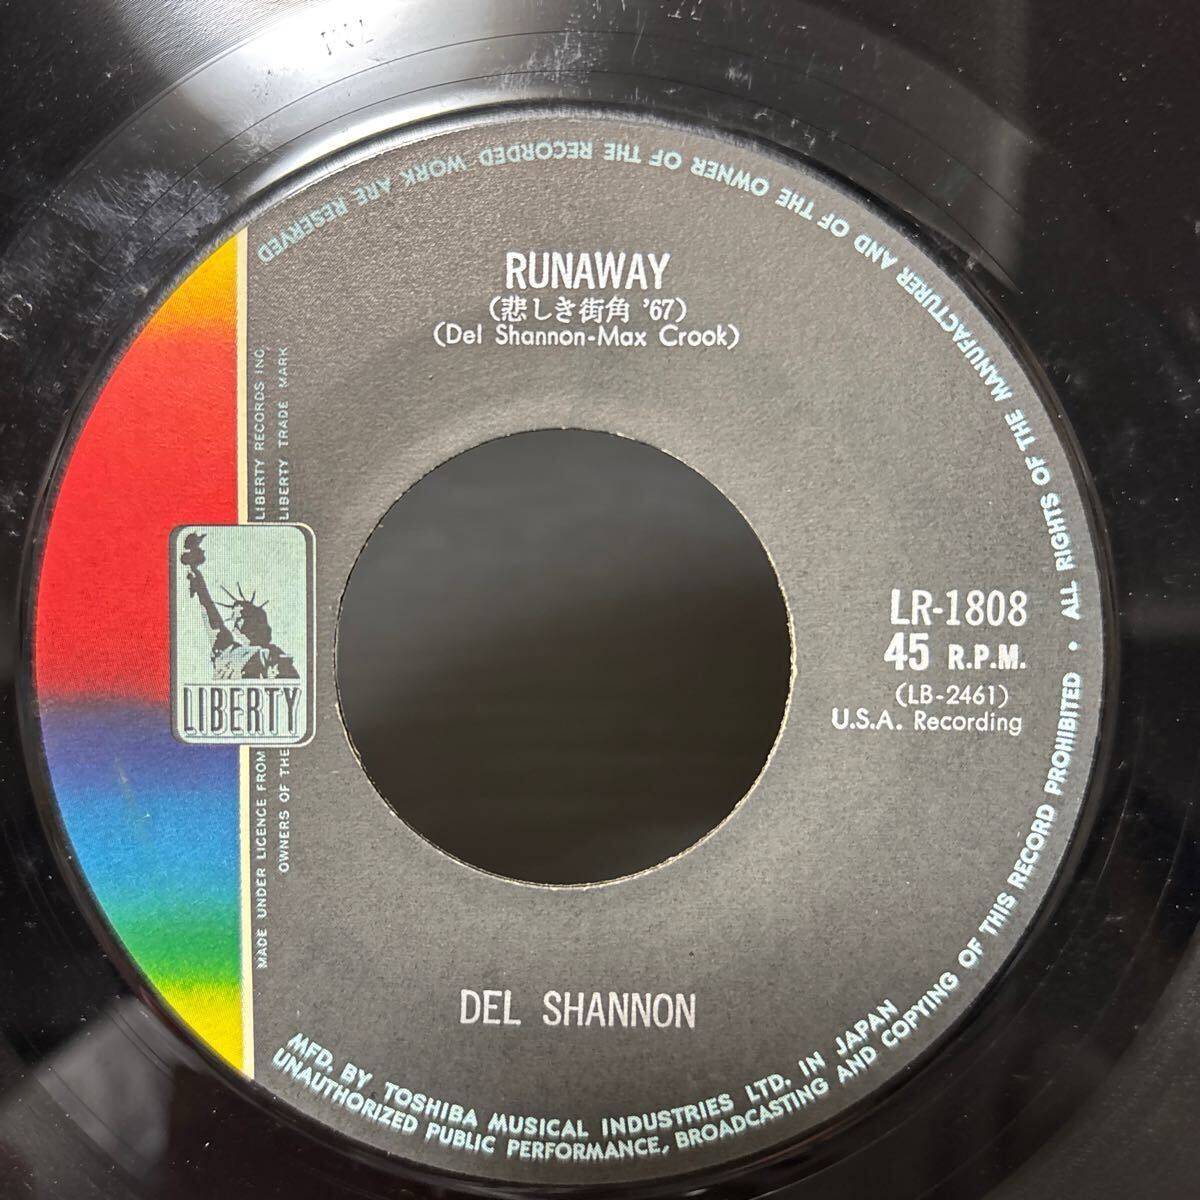 RUNAWAY
(悲しき街角 '67)
(Del Shannon-Max Crook)
LR-1808
45 R.P.M.
(LB-2461)
U.S.A. Recording
LIBERTY
DEL SHANNON
MADE UNDER LICENCE FROM LIBERTY RECORDS INC,
OWNERS OF THE LIBERTY TRADE MARK
MFD. BY TOSHIBA MUSICAL INDUSTRIES LTD. IN JAPAN
UNAUTHORIZED PUBLIC PERFORMANCE, BROADCASTING AND COPYING OF THIS RECORD PROHIBITED • ALL RIGHTS OF THE MANUFACTURER AND OF THE OWNER OF THE RECORDED WORK ARE RESERVED